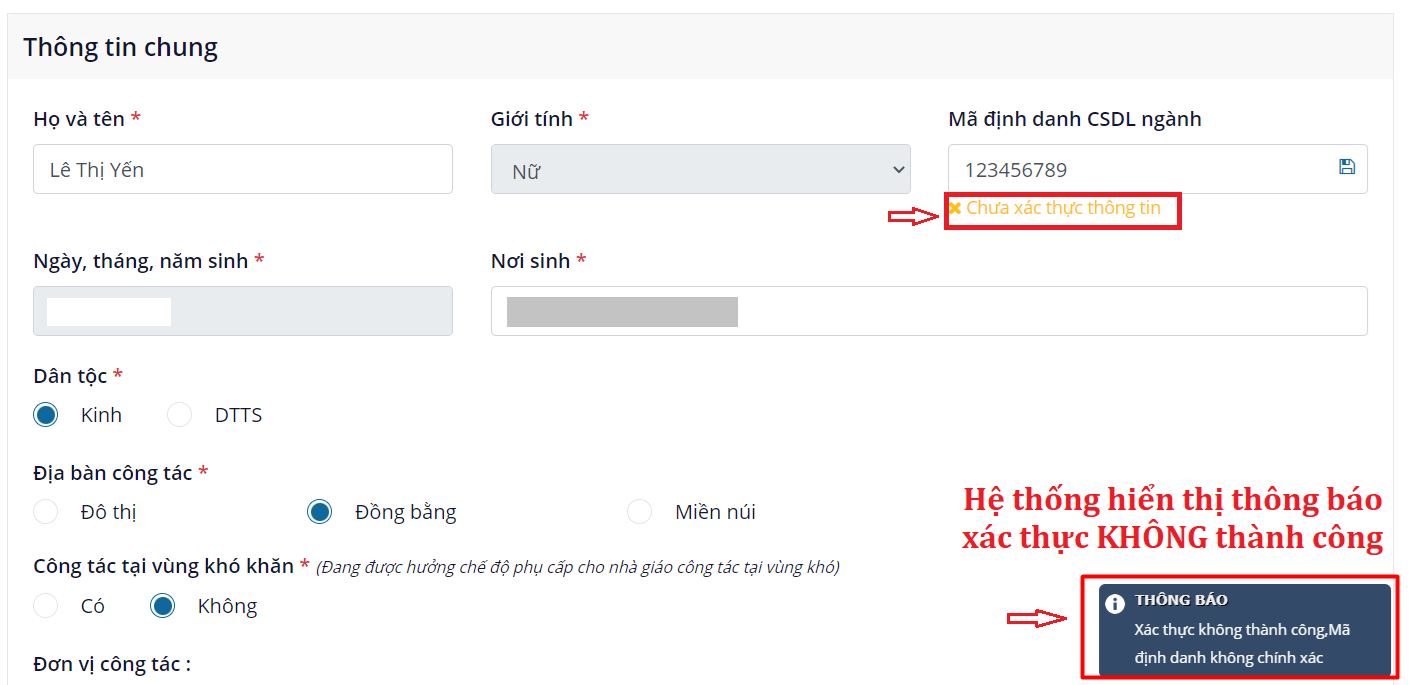 Thông tin chung
Họ và tên *
Giới tính *
Mã định danh CSDL ngành
Lê Thị Yến
Nữ
123456789
Chưa xác thực thông tin
Ngày, tháng, năm sinh *
Nơi sinh *
Dân tộc *
Kinh
DTTS
Địa bàn công tác *
Đô thị
Đồng bằng
Miền núi
Hệ thống hiển thị thông báo
xác thực KHÔNG thành công
Công tác tại vùng khó khăn * (Đang được hưởng chế độ phụ cấp cho nhà giáo công tác tại vùng khó)
Có
Không
THÔNG BÁO
Xác thực không thành công,Mã
định danh không chính xác
Đơn vị công tác :